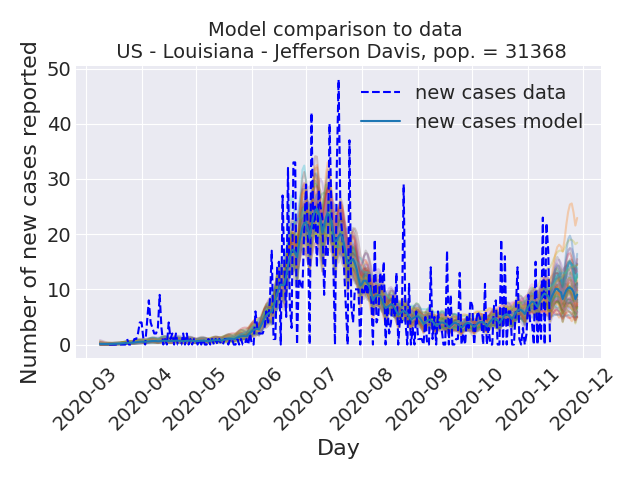 Model comparison to data
US - Louisiana - Jefferson Davis, pop. = 31368
new cases data
new cases model
Number of new cases reported
50
40
30
20
10
0
2020-03
2020-04
2020-05
2020-06
2020-07
2020-08
2020-09
2020-10
2020-11
2020-12
Day